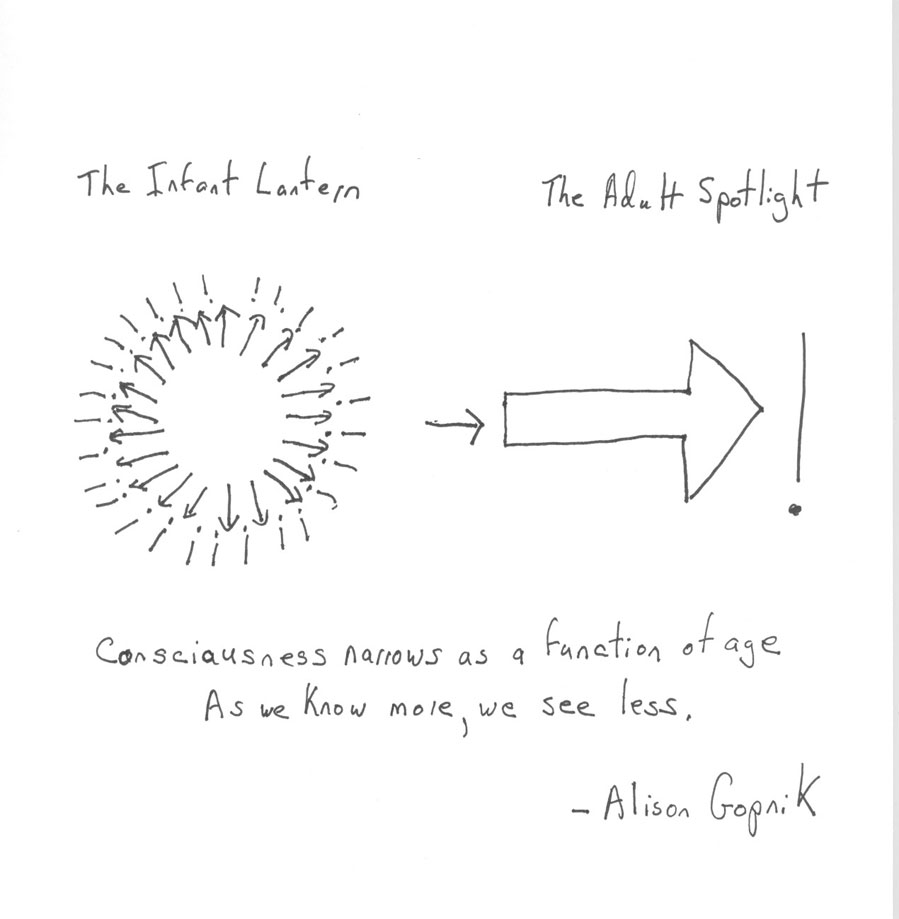 The Infant Lantern
The Adult Spotlight
Consciausness narrows as a function of age
As we know more, we see less.
- Alison Gopnik